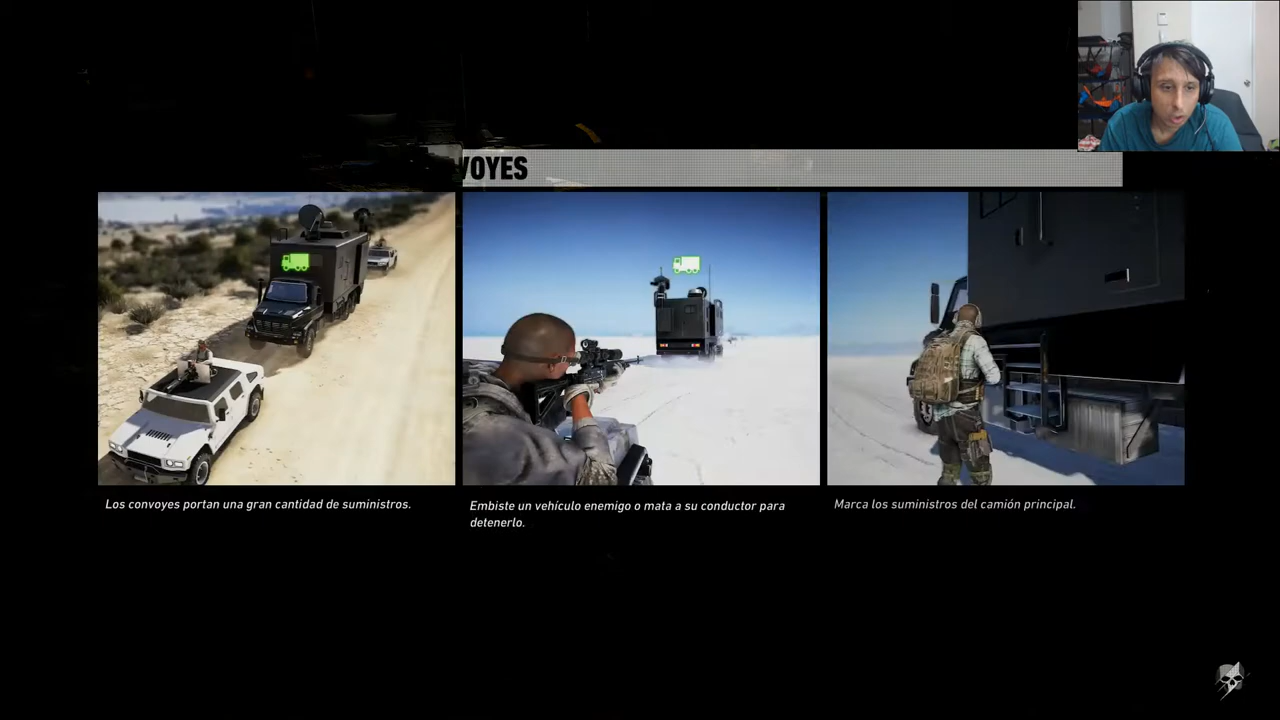 VOYES
Los convoyes portan una gran cantidad de suministros.
Embiste un vehículo enemigo o mata a su conductor para
detenerlo.
Marca los suministros del camión principal.